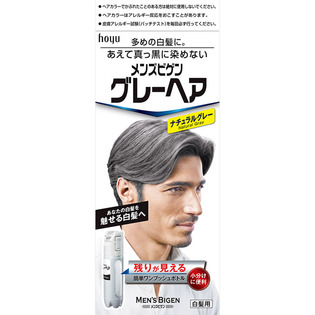 ●ヘアカラーでかぶれたことのある方は絶対に使用しないでください。
●ヘアカラーはアレルギー反応をおこすことがあります。
●皮膚アレルギー試験(パッチテスト)を毎回必ず行ってください。
hoyu
多めの白髪に。
あえて真っ黒に染めない
メンズビゲン
グレーヘア
ナチュラルグレー
Natural Gray
あなたの白髪を
魅せる白髪へ
残りが見える
簡単ワンプッシュボトル
小分けに便利
MEN'S BIGEN
メンズビゲン
白髪用